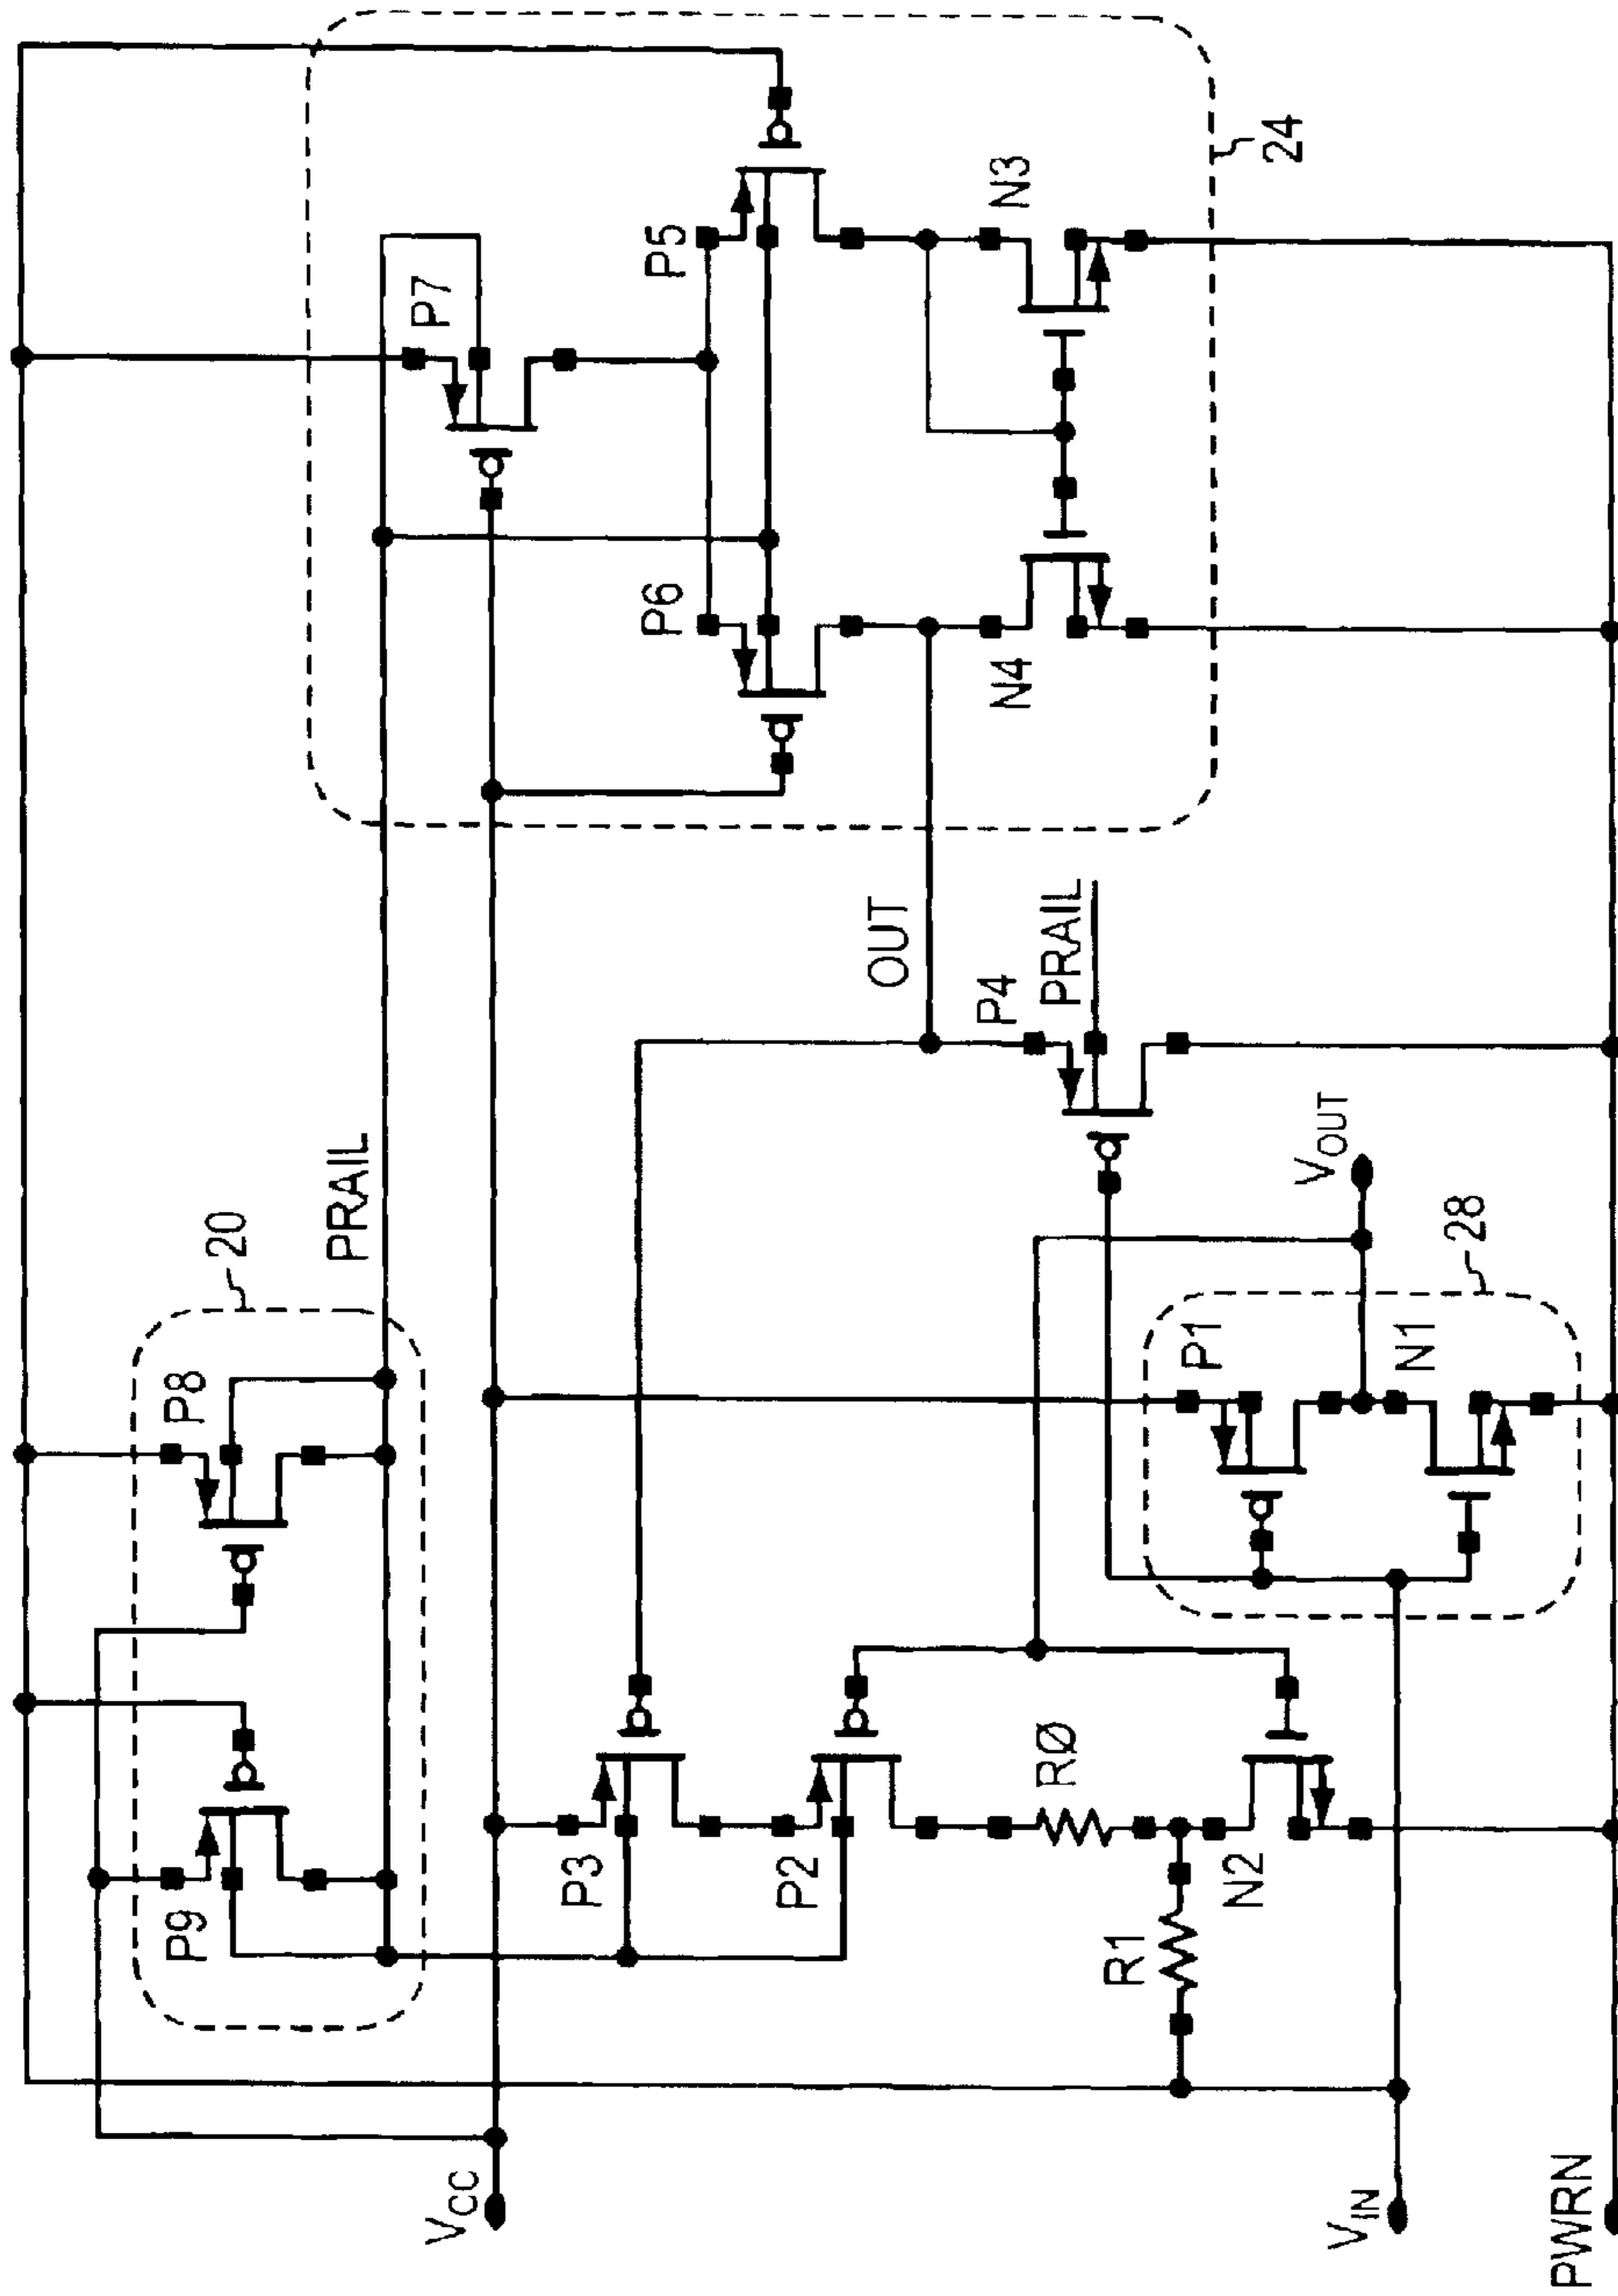 V_CC
V_IN
PWRN
20
P9
P8
PRAIL
P3
P2
RØ
R1
N2
28
P1
N1
V_OUT
P4
PRAIL
OUT
24
P7
P6
P5
N4
N3